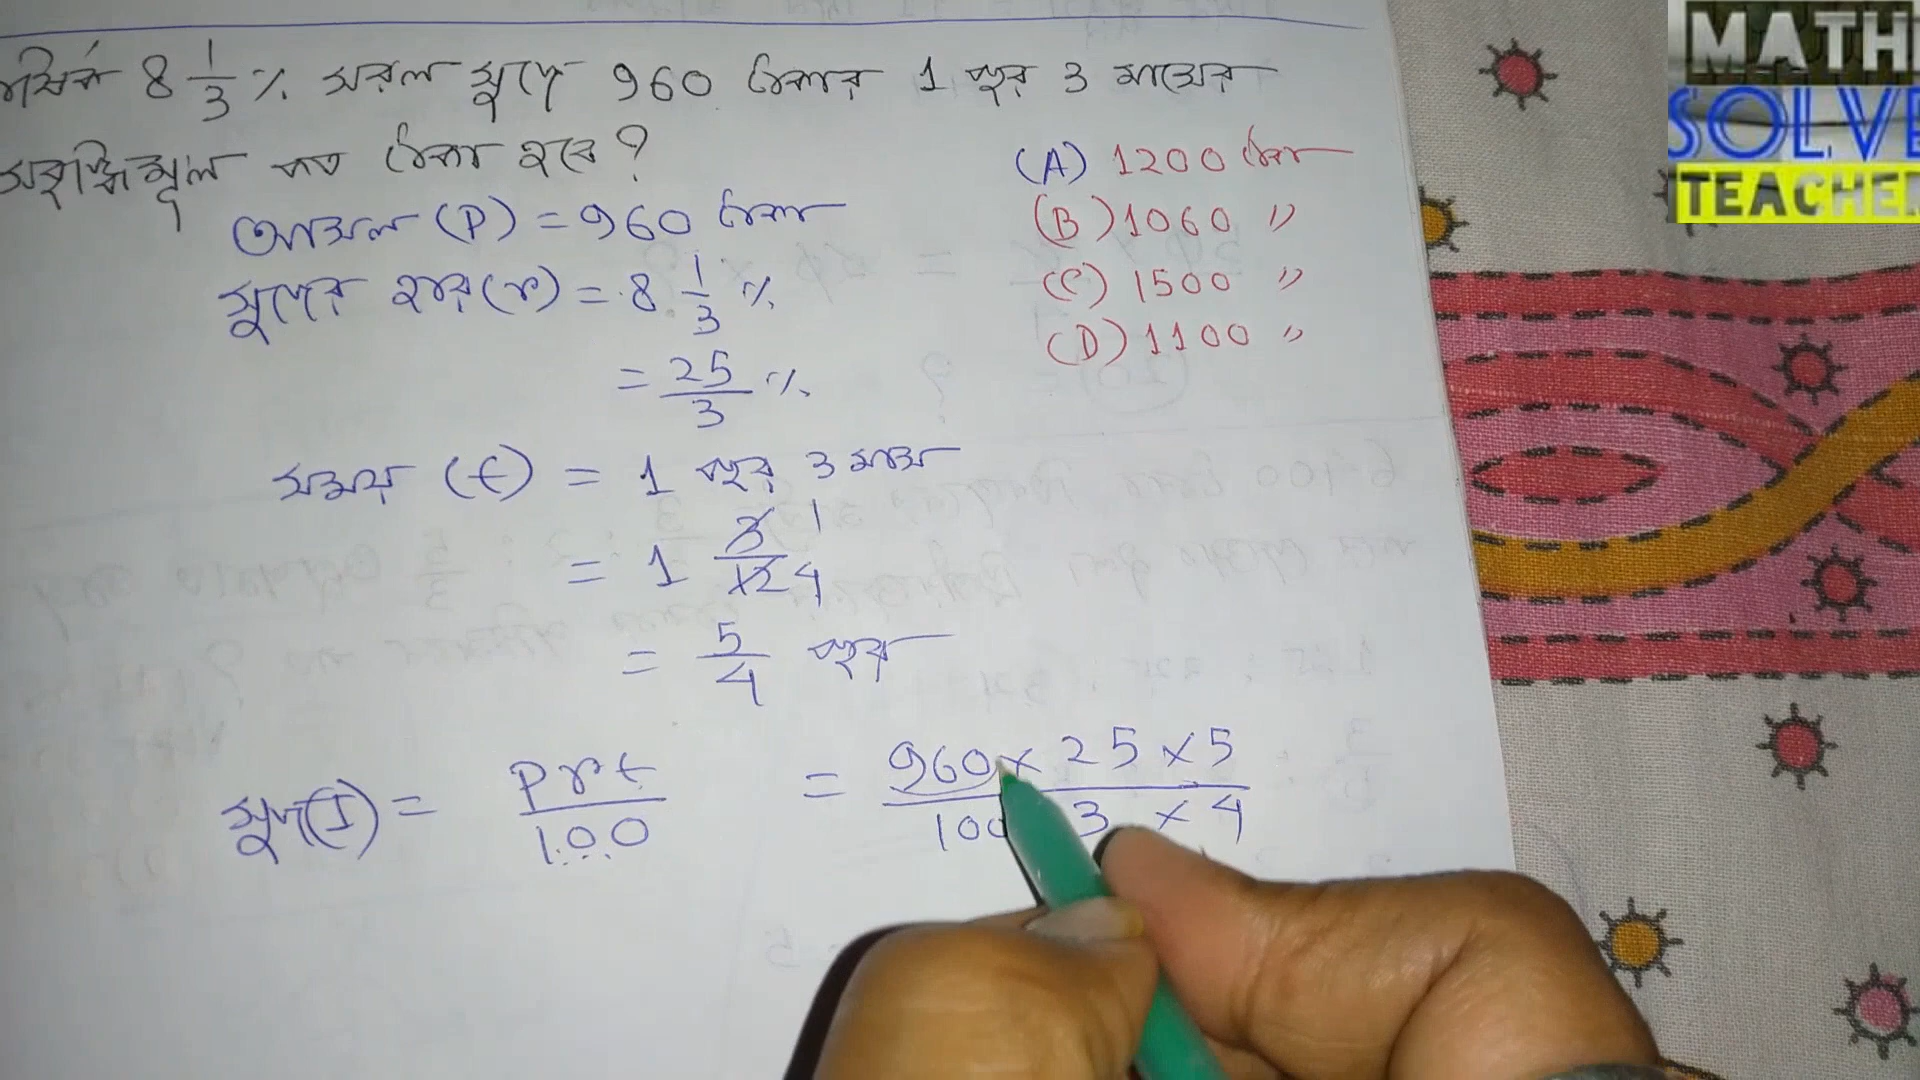 র্ষিক 8 1/3 % সরল সুদে 960 টাকার 1 বছর 3 মাসের
সবৃদ্ধিমূল কত টাকা হবে ?
(A) 1200 টাকা
(B) 1060 "
(C) 1500 "
(D) 1100 "
আসল (P) = 960 টাকা
সুদের হার (r) = 8 1/3 %
= 25/3 %
সময় (t) = 1 বছর 3 মাস
= 1 3/12 1 4
= 5/4 বছর
সুদ (I) = Prt/100 = 960 × 25 × 5 / 100 3 × 4
MATH
SOLVE
TEACHER